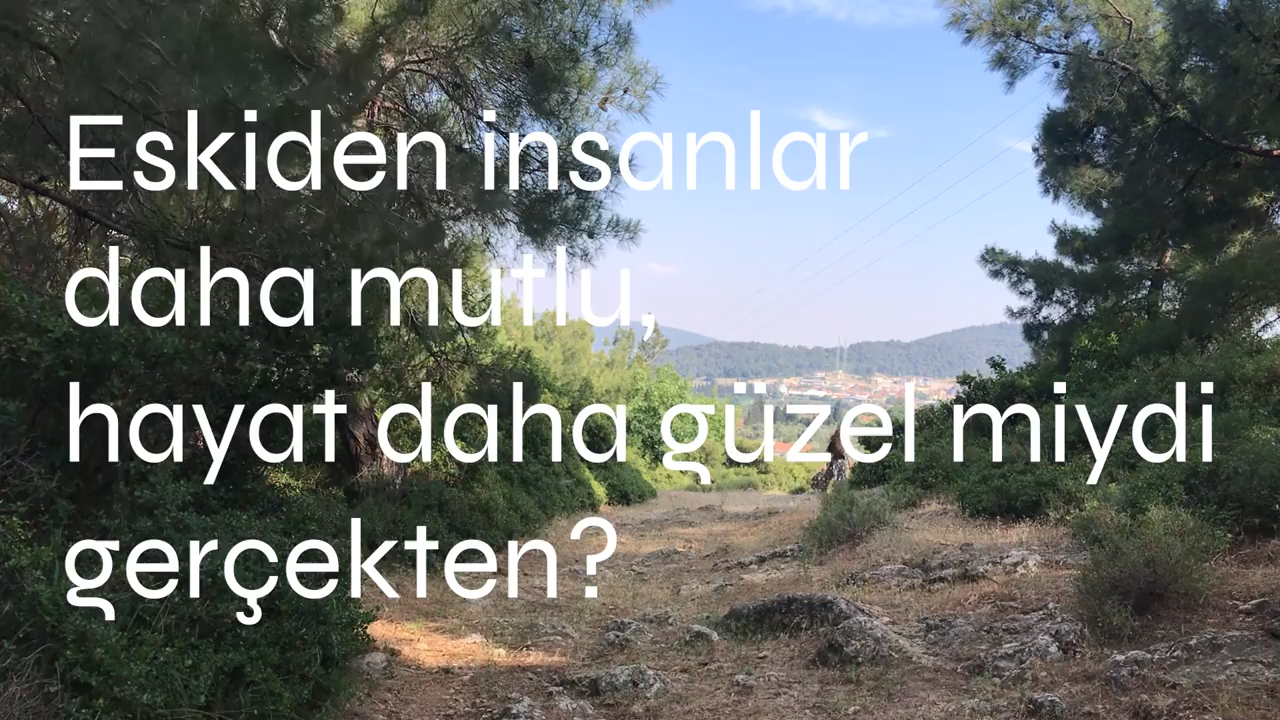 Eskiden insanlar
daha mutlu,
hayat daha güzel miydi
gerçekten?